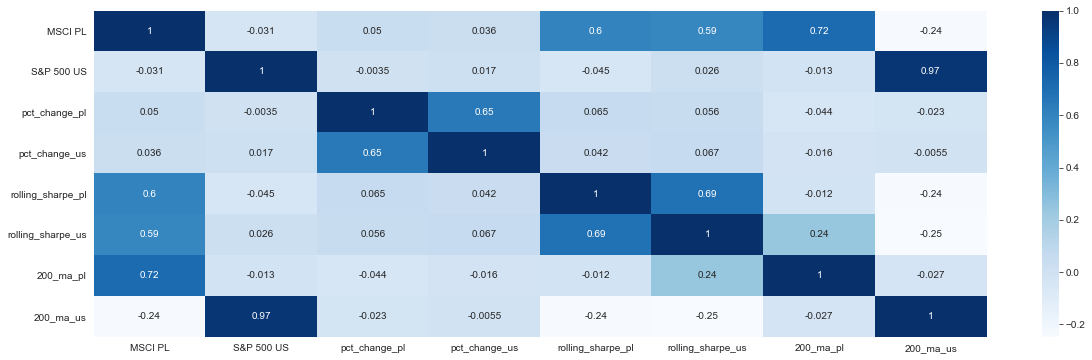 MSCI PL 1 -0.031 0.05 0.036 0.6 0.59 0.72 -0.24
S&P 500 US -0.031 1 -0.0035 0.017 -0.045 0.026 -0.013 0.97
pct_change_pl 0.05 -0.0035 1 0.65 0.065 0.056 -0.044 -0.023
pct_change_us 0.036 0.017 0.65 1 0.042 0.067 -0.016 -0.0055
rolling_sharpe_pl 0.6 -0.045 0.065 0.042 1 0.69 -0.012 -0.24
rolling_sharpe_us 0.59 0.026 0.056 0.067 0.69 1 0.24 -0.25
200_ma_pl 0.72 -0.013 -0.044 -0.016 -0.012 0.24 1 -0.027
200_ma_us -0.24 0.97 -0.023 -0.0055 -0.24 -0.25 -0.027 1
MSCI PL S&P 500 US pct_change_pl pct_change_us rolling_sharpe_pl rolling_sharpe_us 200_ma_pl 200_ma_us
1.0
0.8
0.6
0.4
0.2
0.0
-0.2